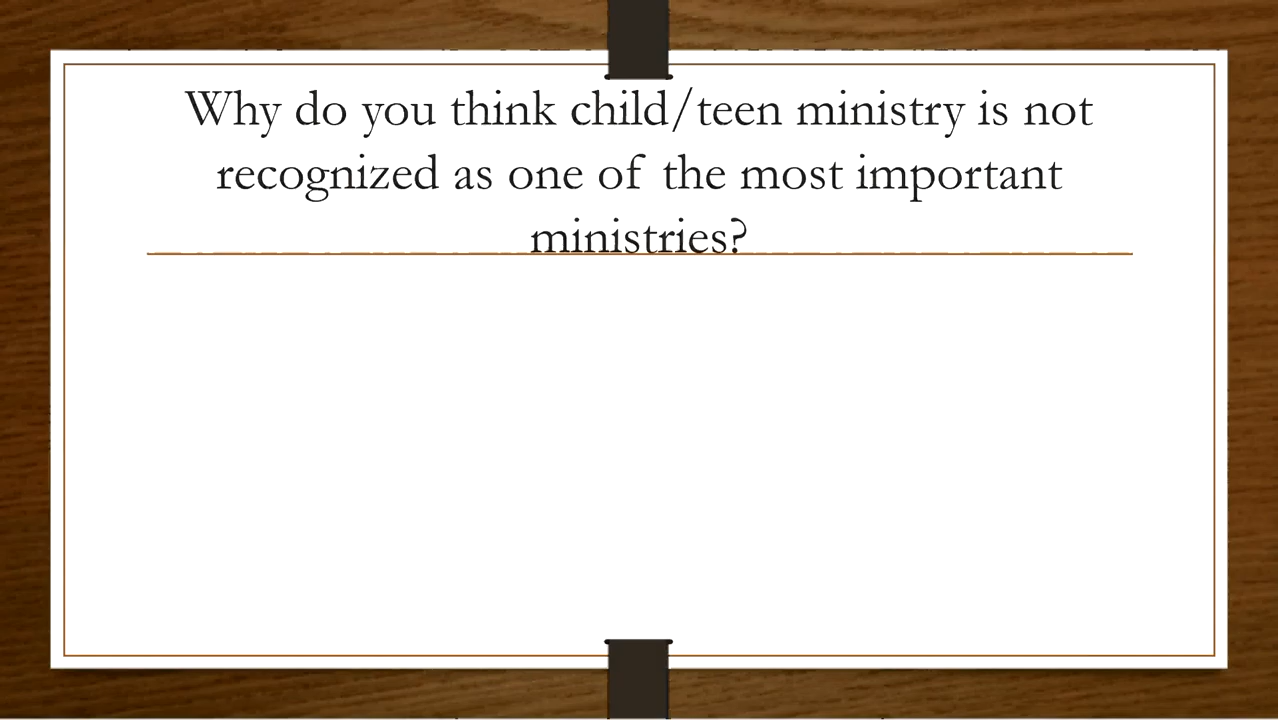 Why do you think child/teen ministry is not
recognized as one of the most important
ministries?